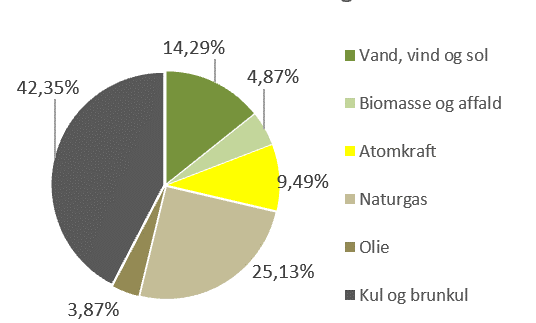 14,29%
4,87%
42,35%
9,49%
25,13%
3,87%
Vand, vind og sol
Biomasse og affald
Atomkraft
Naturgas
Olie
Kul og brunkul